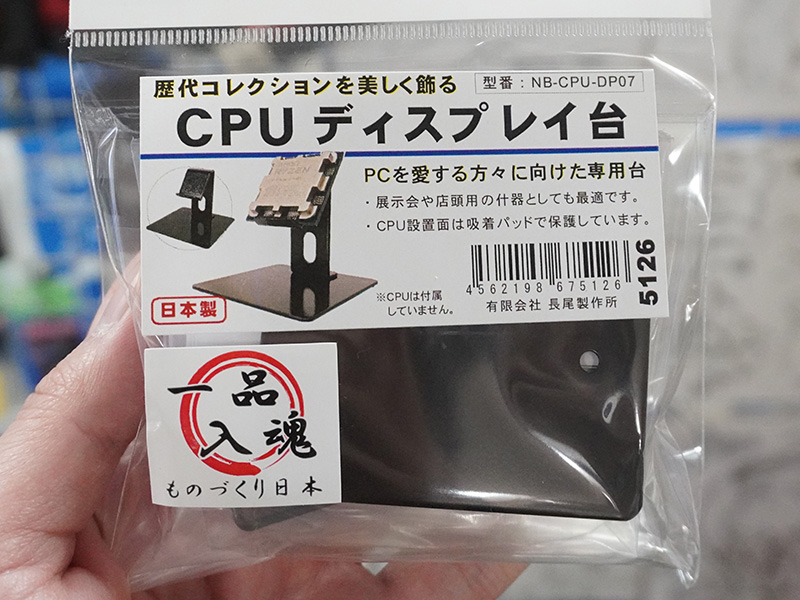 歴代コレクションを美しく飾る
型番：NB-CPU-DP07
CPUディスプレイ台
PCを愛する方々に向けた専用台
・展示会や店頭用の什器としても最適です。
・CPU設置面は吸着パッドで保護しています。
日本製
※CPUは付属
していません。
4562198 675126
有限会社 長尾製作所
5126
一品
入魂
ものづくり日本